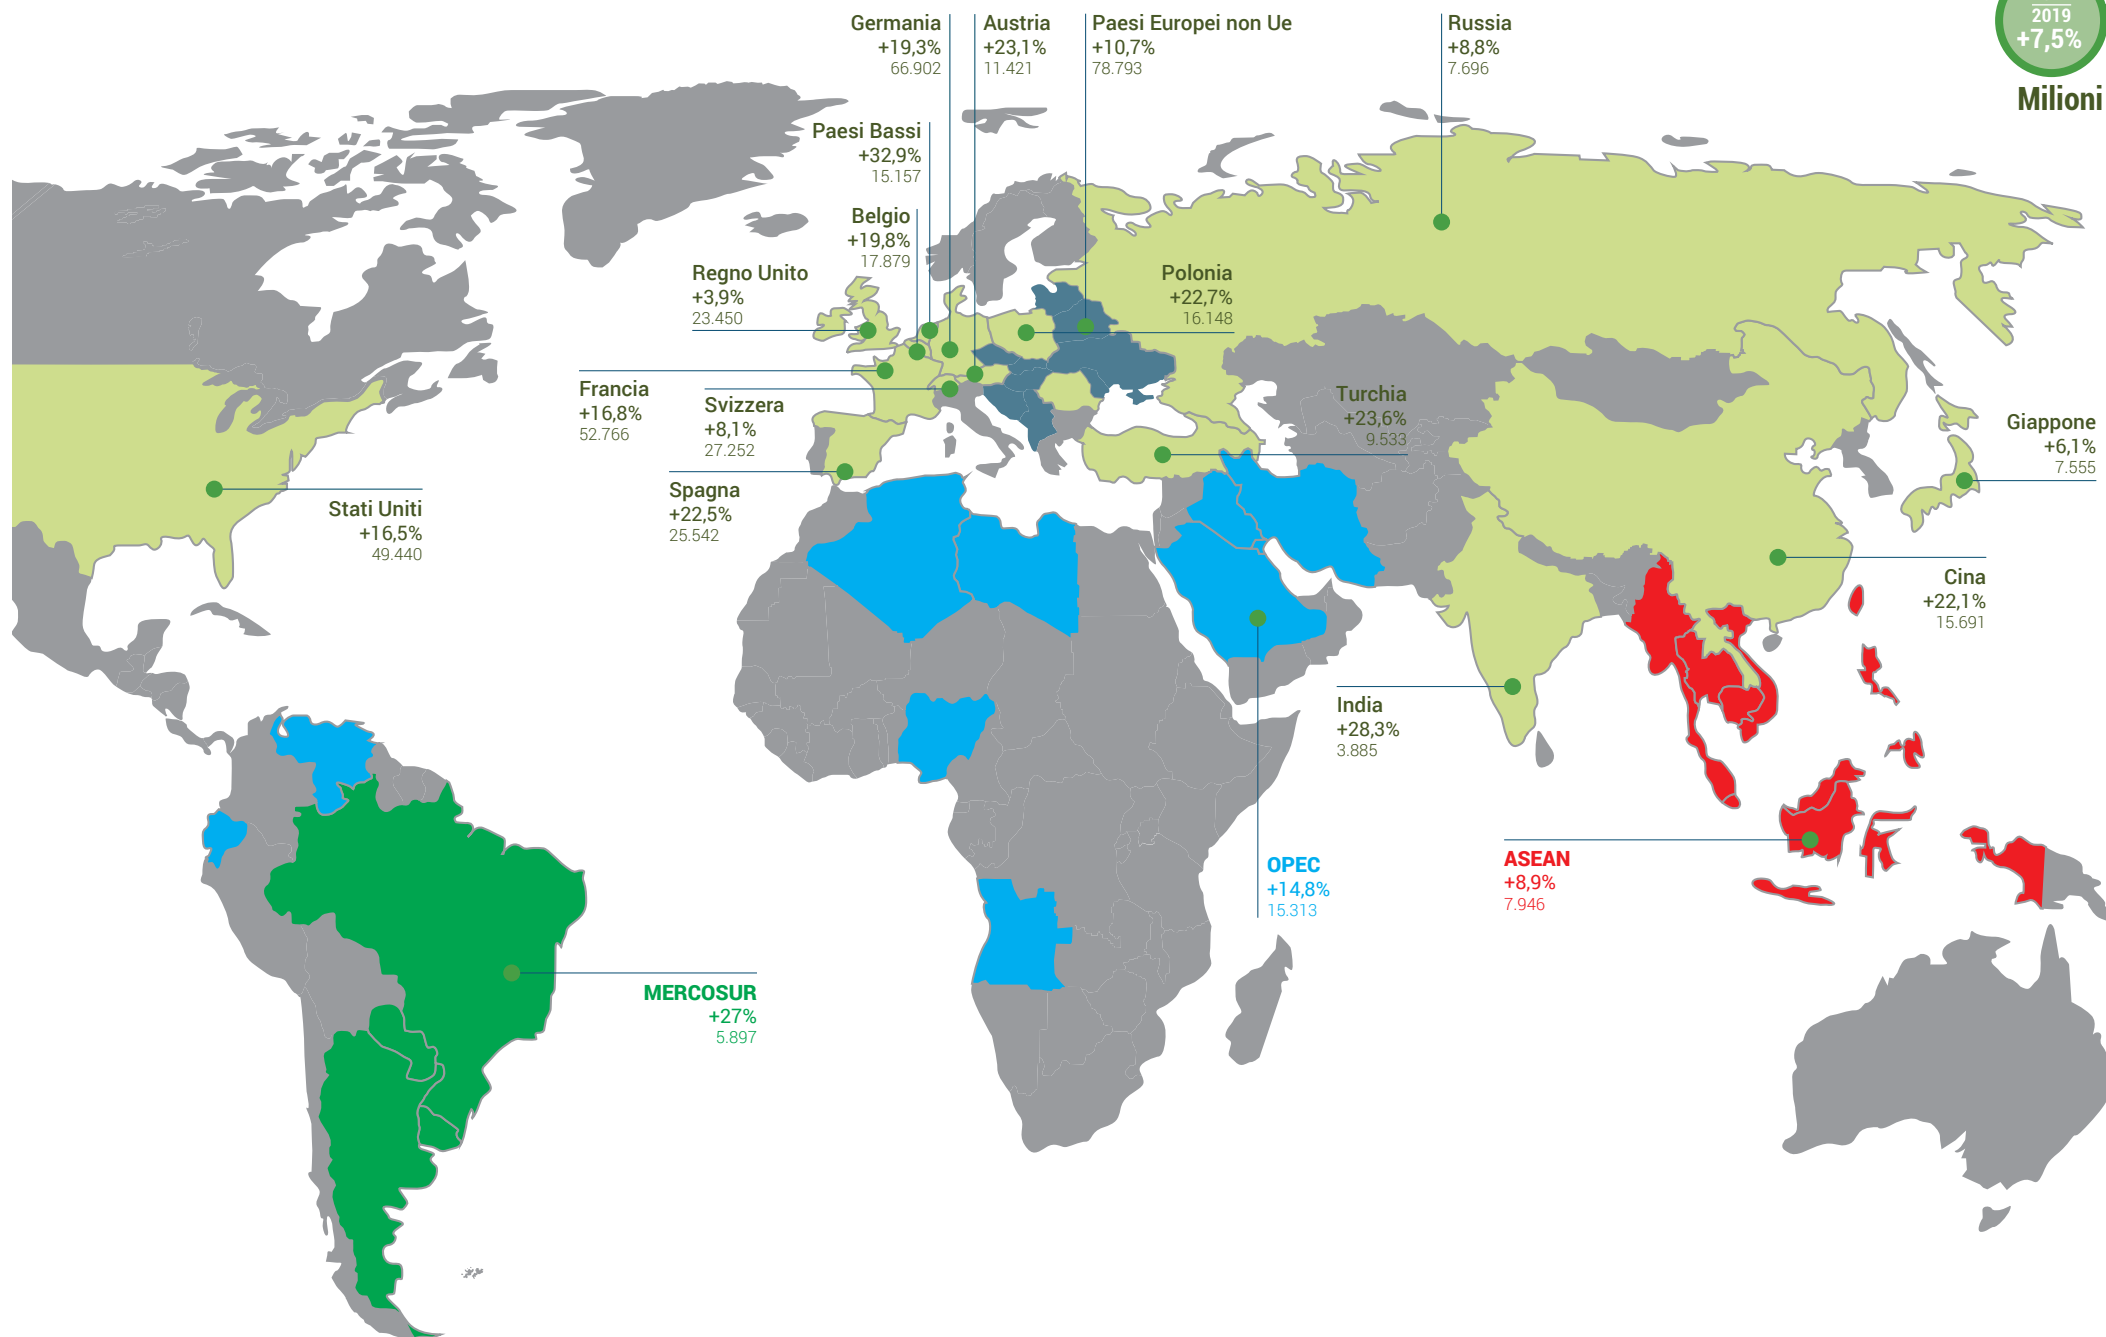 Germania
+19,3%
66.902
Austria
+23,1%
11.421
Paesi Europei non Ue
+10,7%
78.793
Russia
+8,8%
7.696
2019
+7,5%
Milioni
Paesi Bassi
+32,9%
15.157
Belgio
+19,8%
17.879
Regno Unito
+3,9%
23.450
Polonia
+22,7%
16.148
Francia
+16,8%
52.766
Svizzera
+8,1%
27.252
Turchia
+23,6%
9.533
Giappone
+6,1%
7.555
Spagna
+22,5%
25.542
Stati Uniti
+16,5%
49.440
Cina
+22,1%
15.691
India
+28,3%
3.885
OPEC
+14,8%
15.313
ASEAN
+8,9%
7.946
MERCOSUR
+27%
5.897